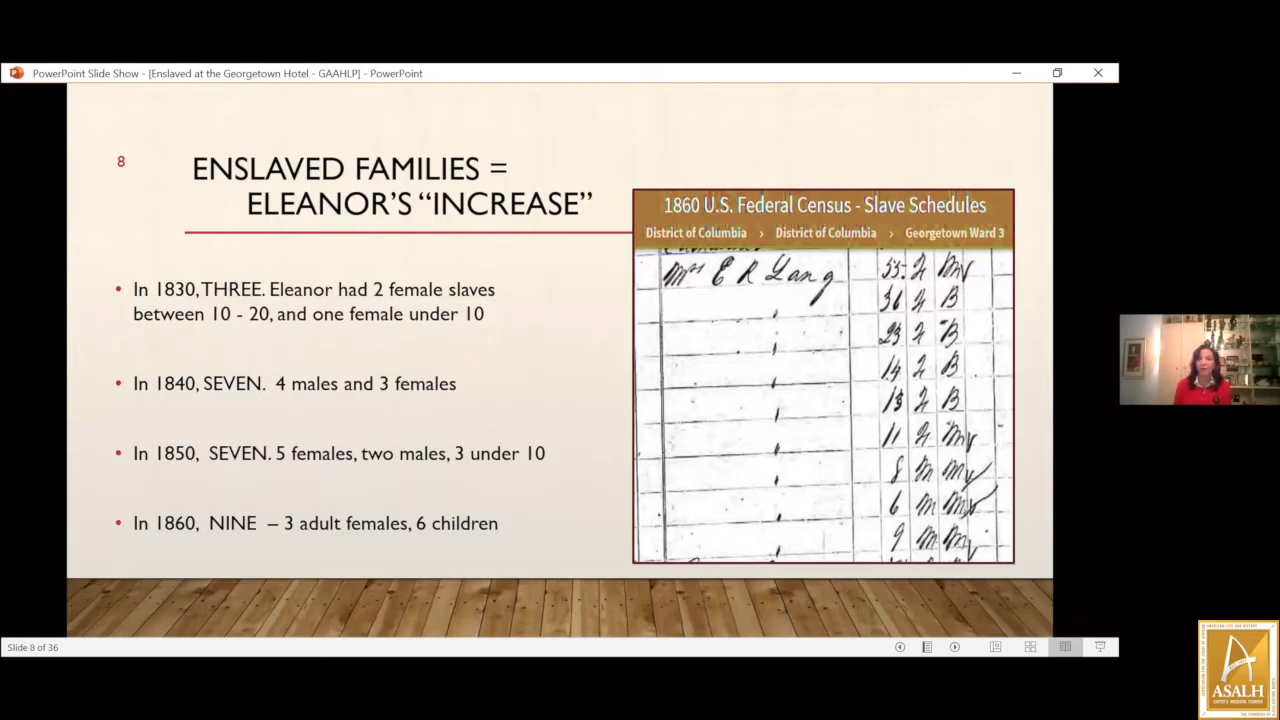 PowerPoint Slide Show - [Enslaved at the Georgetown Hotel - GAAHLP] - PowerPoint
8
ENSLAVED FAMILIES =
ELEANOR'S “INCREASE”
• In 1830, THREE. Eleanor had 2 female slaves
between 10 - 20, and one female under 10
• In 1840, SEVEN. 4 males and 3 females
• In 1850, SEVEN. 5 females, two males, 3 under 10
• In 1860, NINE – 3 adult females, 6 children
1860 U.S. Federal Census - Slave Schedules
District of Columbia › District of Columbia › Georgetown Ward 3
Mrs E R Lang 55 F
36 F B
23 F B
14 F B
13 F B
11 F
8 M
6 M
9 M
Slide 8 of 36
ASALH